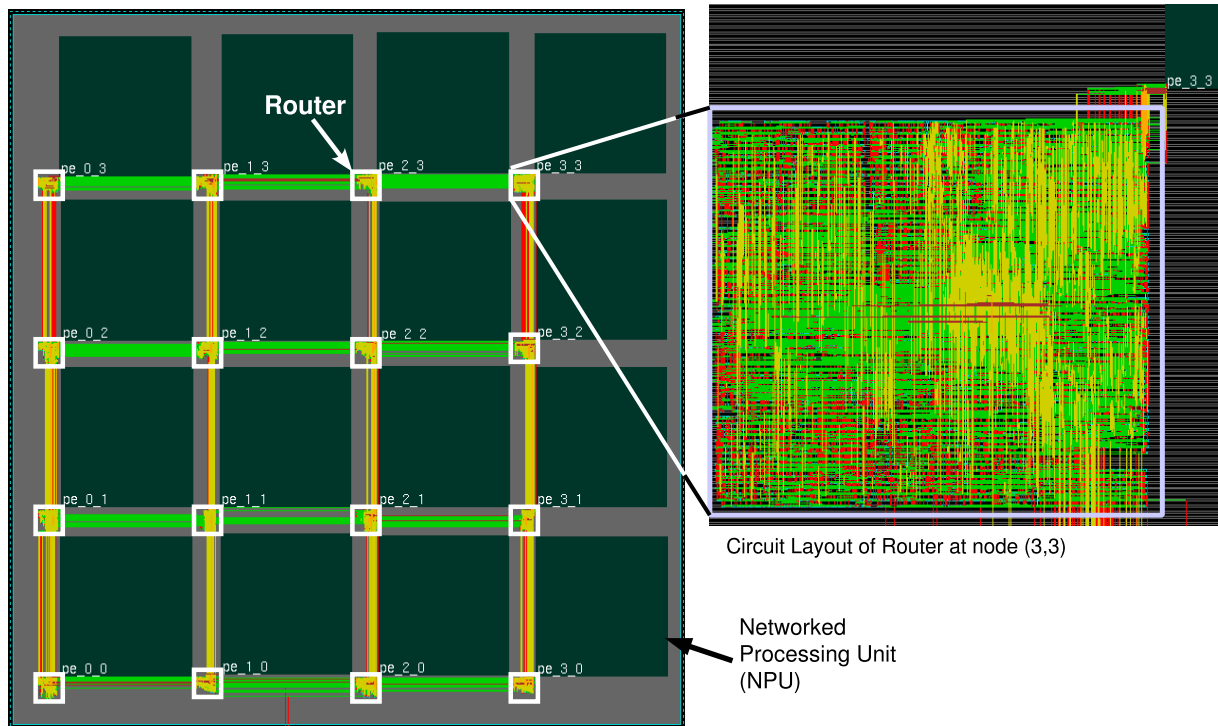 Router
pe_0_3
pe_1_3
pe_2_3
pe_3_3
pe_3_3
pe_0_2
pe_1_2
pe_2_2
pe_3_2
pe_0_1
pe_1_1
pe_2_1
pe_3_1
Circuit Layout of Router at node (3,3)
Networked
Processing Unit
(NPU)
pe_0_0
pe_1_0
pe_2_0
pe_3_0